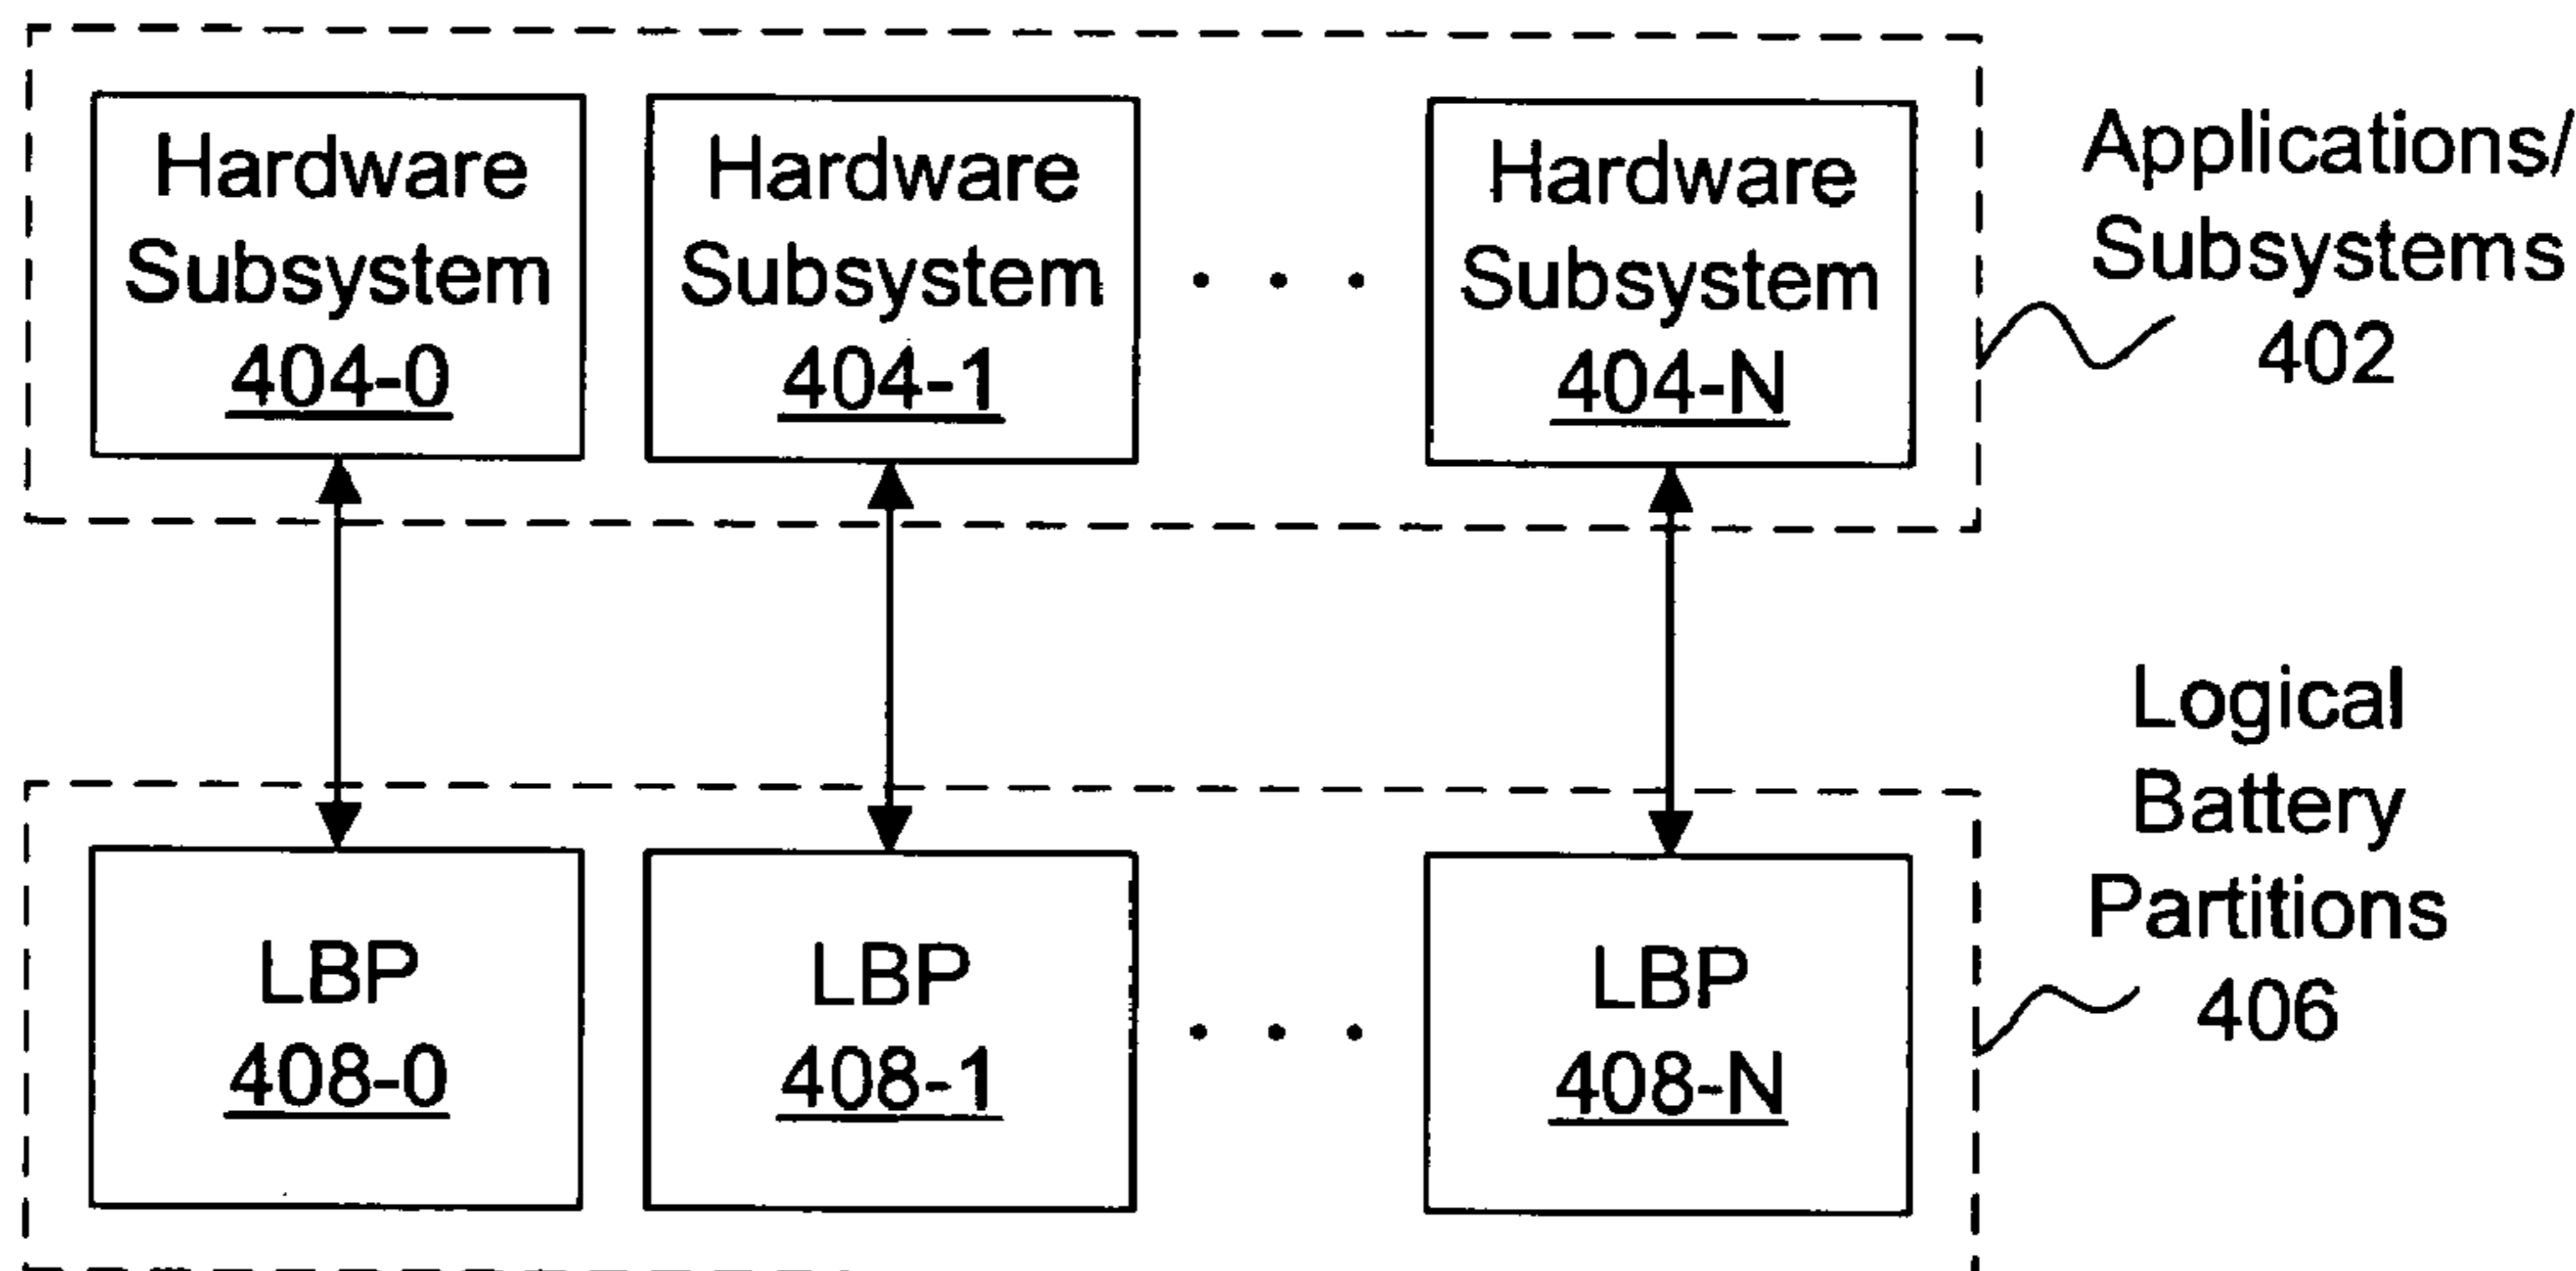 Hardware
Subsystem
404-0
Hardware
Subsystem
404-1
. . .
Hardware
Subsystem
404-N
Applications/
Subsystems
402
LBP
408-0
LBP
408-1
. . .
LBP
408-N
Logical
Battery
Partitions
406